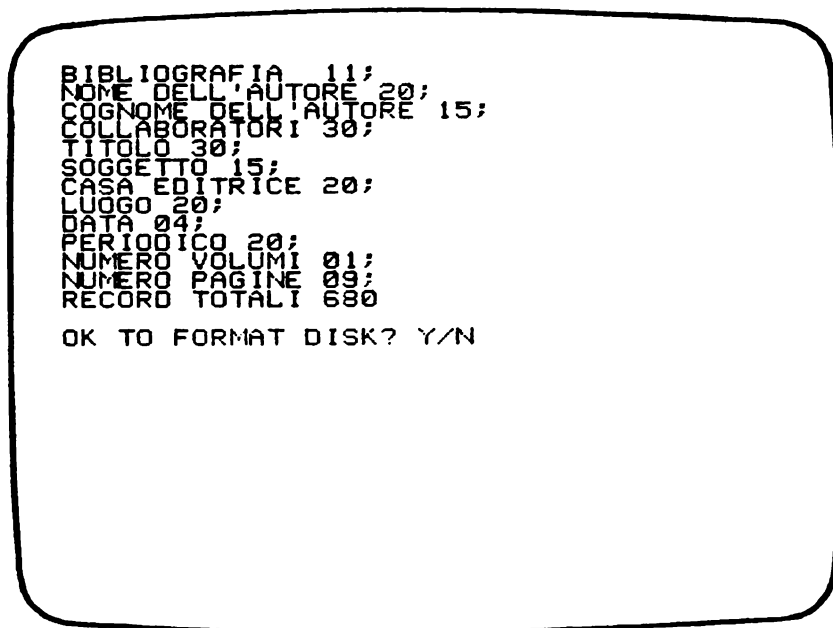 BIBLIOGRAFIA  11;
NOME DELL'AUTORE 20;
COGNOME DELL'AUTORE 15;
COLLABORATORI 30;
TITOLO 30;
SOGGETTO 15;
CASA EDITRICE 20;
LUOGO 20;
DATA 04;
PERIODICO 20;
NUMERO VOLUMI 01;
NUMERO PAGINE 09;
RECORD TOTALI 680
OK TO FORMAT DISK? Y/N